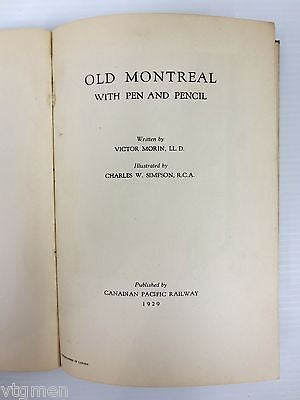 OLD MONTREAL
WITH PEN AND PENCIL
Written by
VICTOR MORIN, LL. D.
Illustrated by
CHARLES W. SIMPSON, R.C.A.
Published by
CANADIAN PACIFIC RAILWAY
1929
vtgmen